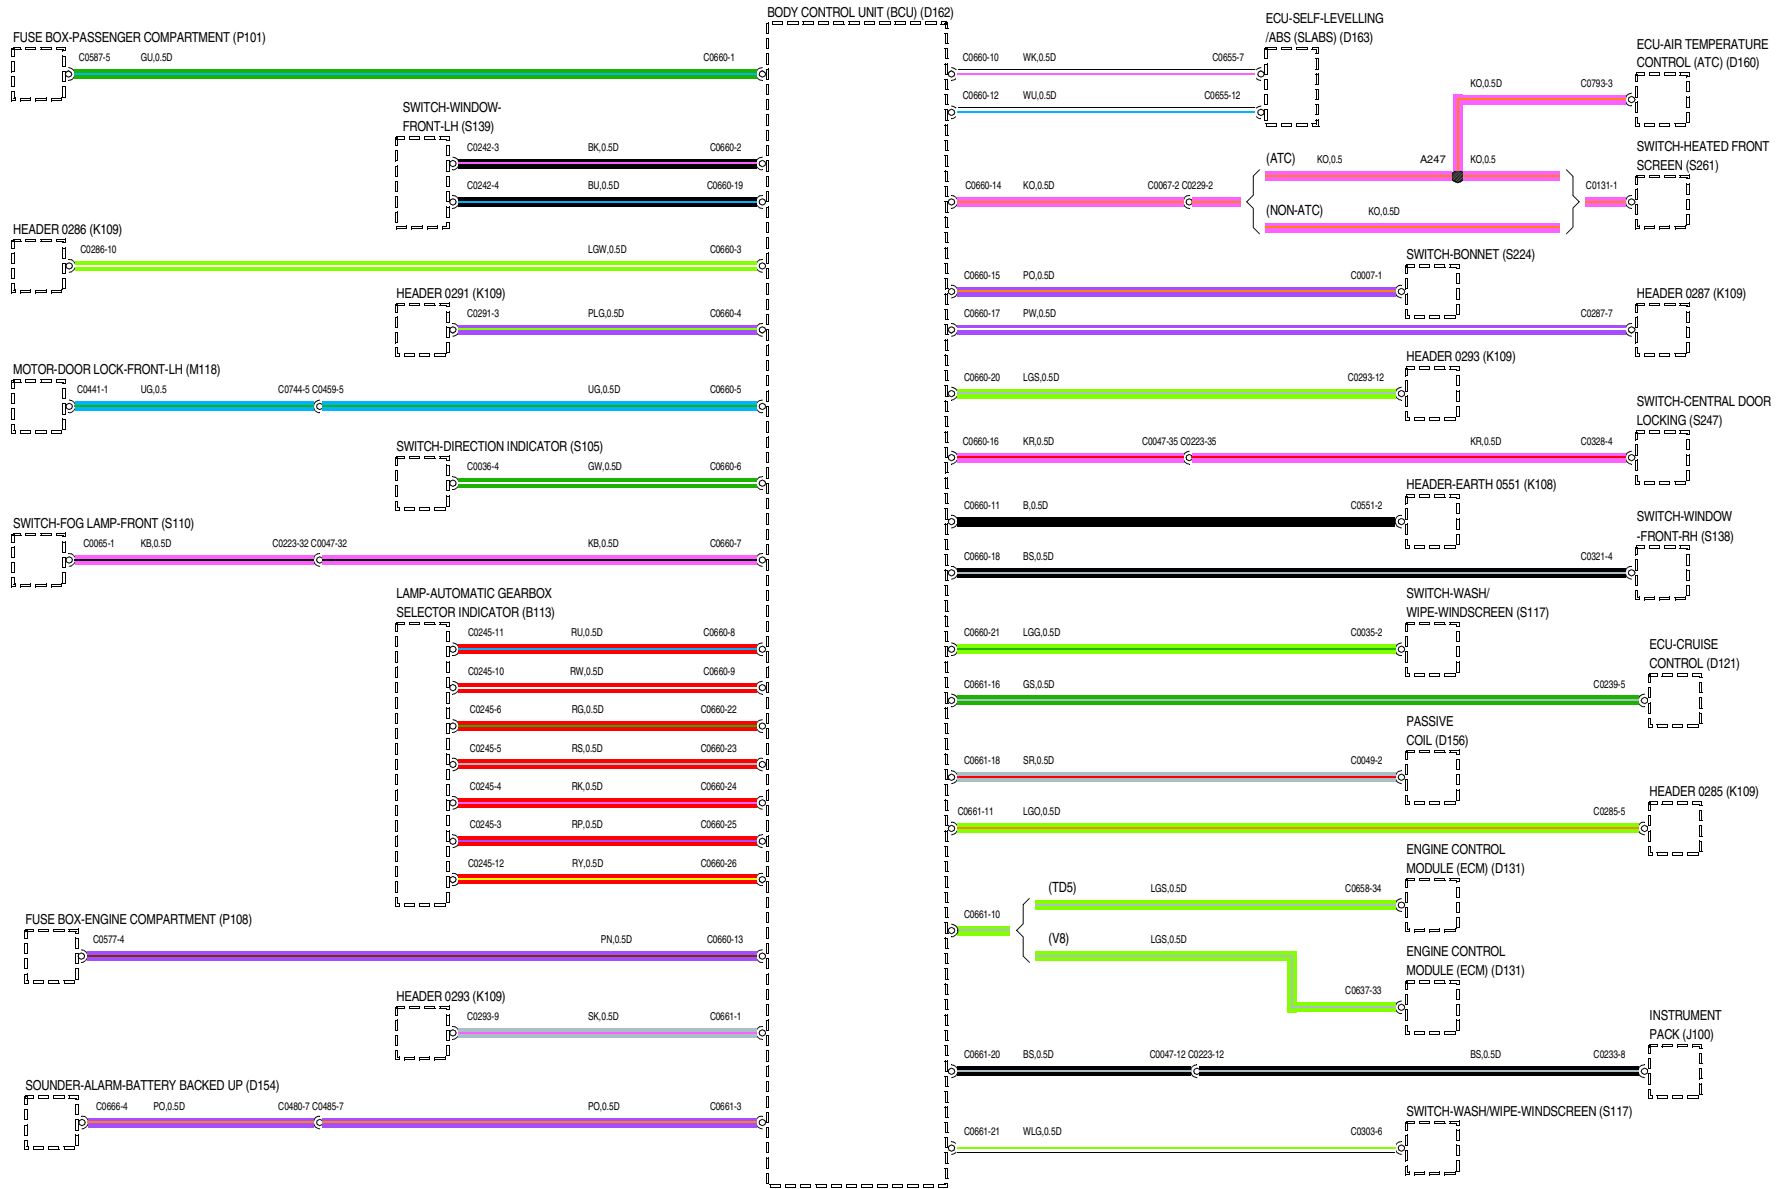 BODY CONTROL UNIT (BCU) (D162)
FUSE BOX-PASSENGER COMPARTMENT (P101)
C0587-5 GU,0.5D C0660-1
SWITCH-WINDOW-
FRONT-LH (S139)
C0242-3 BK,0.5D C0660-2
C0242-4 BU,0.5D C0660-19
HEADER 0286 (K109)
C0286-10 LGW,0.5D C0660-3
HEADER 0291 (K109)
C0291-3 PLG,0.5D C0660-4
MOTOR-DOOR LOCK-FRONT-LH (M118)
C0441-1 UG,0.5 C0744-5 C0459-5 UG,0.5D C0660-5
SWITCH-DIRECTION INDICATOR (S105)
C0036-4 GW,0.5D C0660-6
SWITCH-FOG LAMP-FRONT (S110)
C0065-1 KB,0.5D C0223-32 C0047-32 KB,0.5D C0660-7
LAMP-AUTOMATIC GEARBOX
SELECTOR INDICATOR (B113)
C0245-11 RU,0.5D C0660-8
C0245-10 RW,0.5D C0660-9
C0245-6 RG,0.5D C0660-22
C0245-5 RS,0.5D C0660-23
C0245-4 RK,0.5D C0660-24
C0245-3 RP,0.5D C0660-25
C0245-12 RY,0.5D C0660-26
FUSE BOX-ENGINE COMPARTMENT (P108)
C0577-4 PN,0.5D C0660-13
HEADER 0293 (K109)
C0293-9 SK,0.5D C0661-1
SOUNDER-ALARM-BATTERY BACKED UP (D154)
C0666-4 PO,0.5D C0480-7 C0485-7 PO,0.5D C0661-3
ECU-SELF-LEVELLING
/ABS (SLABS) (D163)
C0660-10 WK,0.5D C0655-7
C0660-12 WU,0.5D C0655-12
ECU-AIR TEMPERATURE
CONTROL (ATC) (D160)
KO,0.5D C0793-3
SWITCH-HEATED FRONT
SCREEN (S261)
(ATC) KO,0.5 A247 KO,0.5
C0660-14 KO,0.5D C0067-2 C0229-2 C0131-1
(NON-ATC) KO,0.5D
SWITCH-BONNET (S224)
C0660-15 PO,0.5D C0007-1
HEADER 0287 (K109)
C0660-17 PW,0.5D C0287-7
HEADER 0293 (K109)
C0660-20 LGS,0.5D C0293-12
SWITCH-CENTRAL DOOR
LOCKING (S247)
C0660-16 KR,0.5D C0047-35 C0223-35 KR,0.5D C0328-4
HEADER-EARTH 0551 (K108)
C0660-11 B,0.5D C0551-2
SWITCH-WINDOW
-FRONT-RH (S138)
C0660-18 BS,0.5D C0321-4
SWITCH-WASH/
WIPE-WINDSCREEN (S117)
C0660-21 LGG,0.5D C0035-2
ECU-CRUISE
CONTROL (D121)
C0661-16 GS,0.5D C0239-5
PASSIVE
COIL (D156)
C0661-18 SR,0.5D C0049-2
HEADER 0285 (K109)
C0661-11 LGO,0.5D C0285-5
ENGINE CONTROL
MODULE (ECM) (D131)
(TD5) LGS,0.5D C0658-34
C0661-10
(V8) LGS,0.5D
ENGINE CONTROL
MODULE (ECM) (D131)
C0637-33
INSTRUMENT
PACK (J100)
C0661-20 BS,0.5D C0047-12 C0223-12 BS,0.5D C0233-8
SWITCH-WASH/WIPE-WINDSCREEN (S117)
C0661-21 WLG,0.5D C0303-6